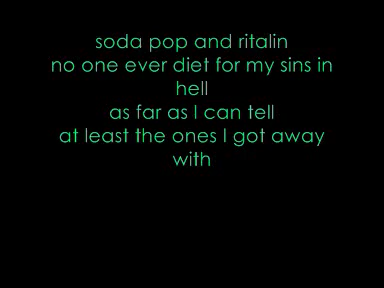 soda pop and ritalin
no one ever diet for my sins in
hell
as far as I can tell
at least the ones I got away
with